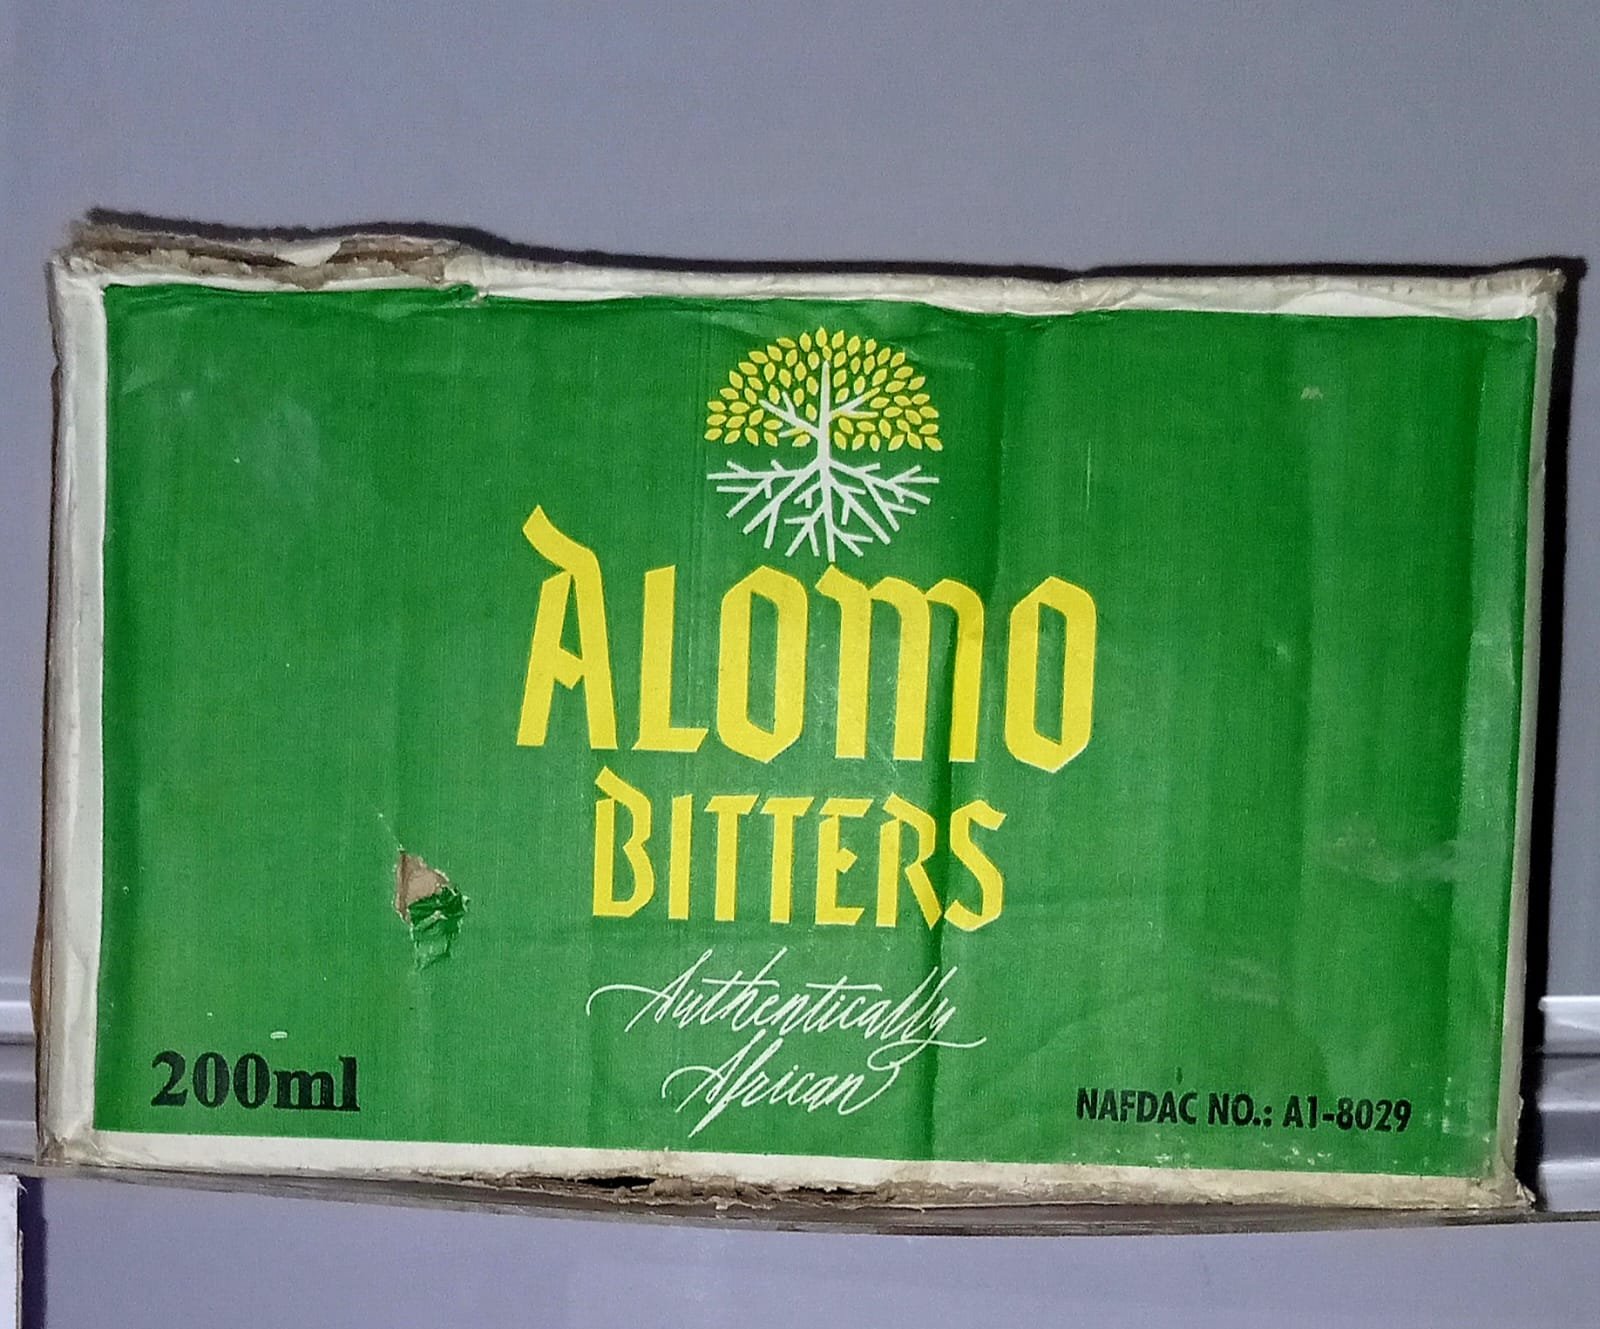 ALOMO
BITTERS
Authentically
African
200ml
NAFDAC NO.: A1-8029